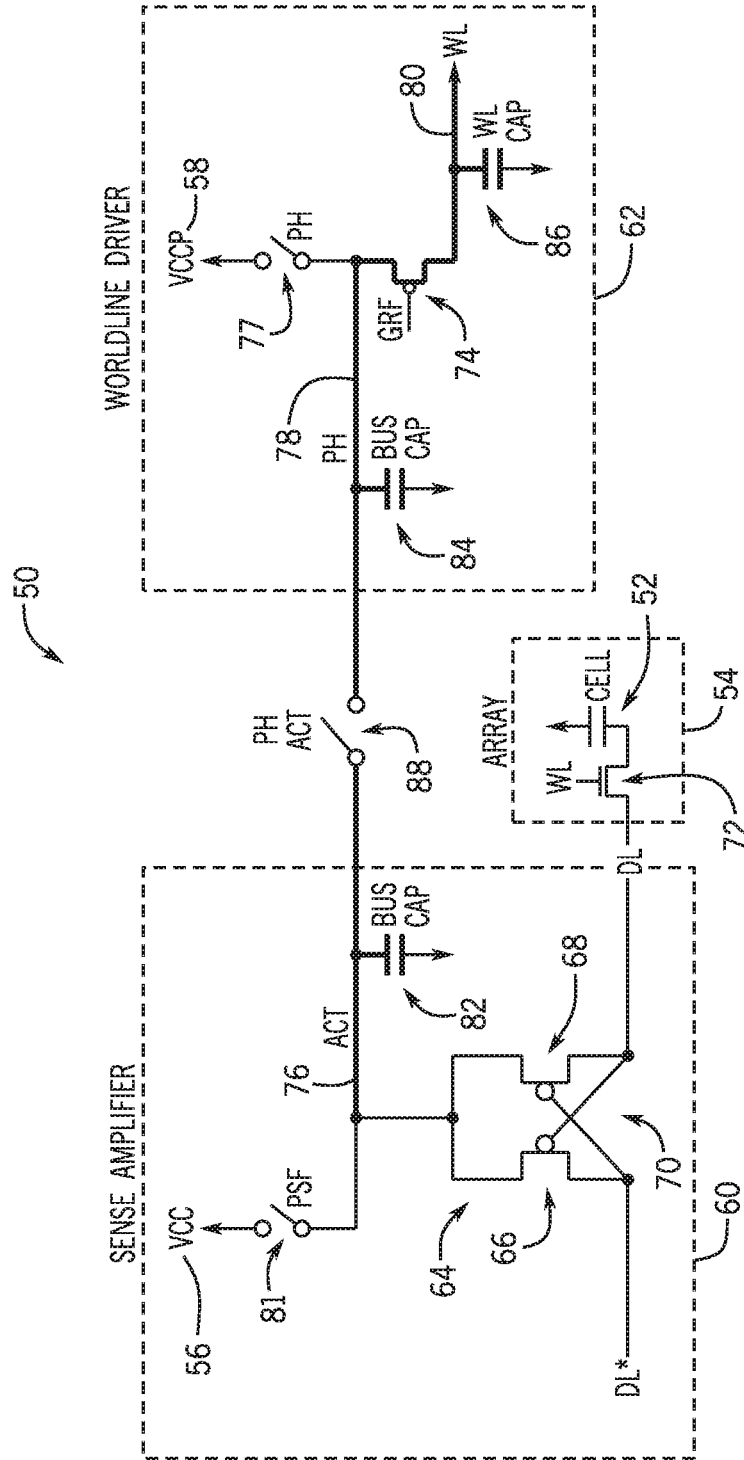 50
SENSE AMPLIFIER
VCC
56
81
PSF
76
ACT
BUS
CAP
82
64
66
68
70
DL*
DL
60
PH
ACT
88
ARRAY
WL
CELL
52
72
54
WORLDLINE DRIVER
VCCP
58
77
PH
78
PH
BUS
CAP
84
GRF
74
80
WL
WL
CAP
86
62